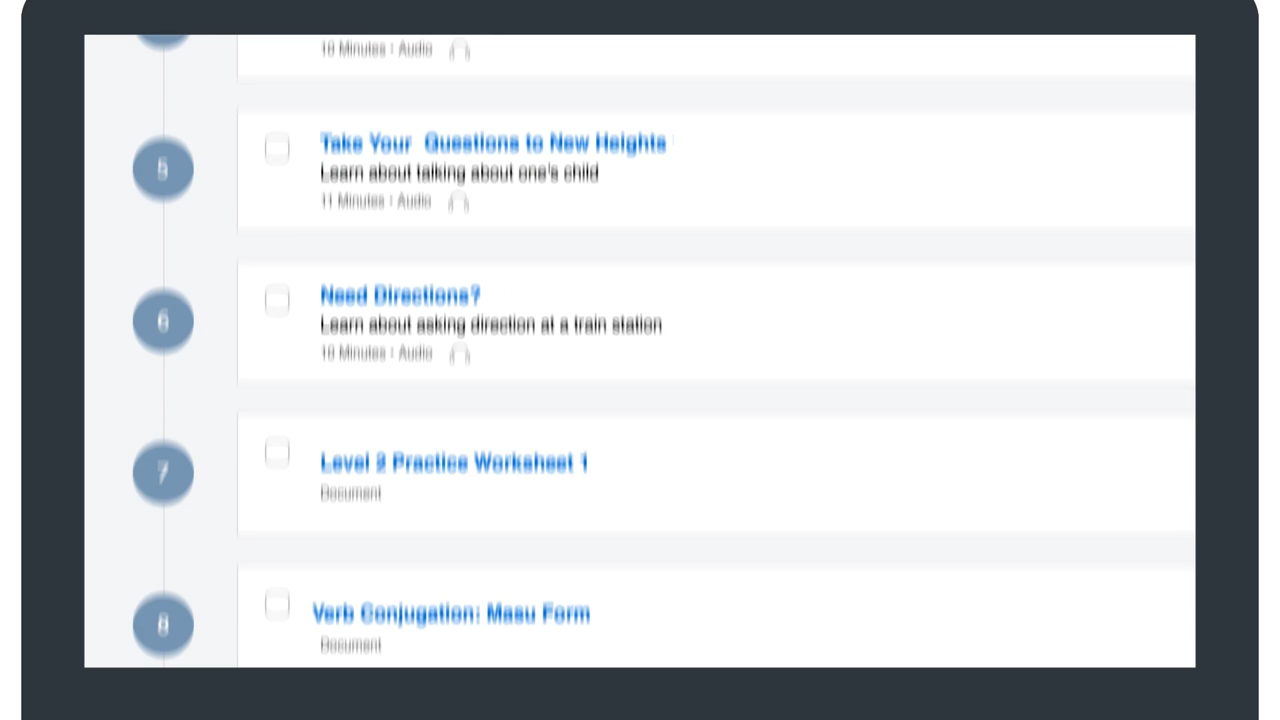 10 Minutes | Audio
5
Take Your Questions to New Heights
Learn about talking about one's child
11 Minutes | Audio
6
Need Directions?
Learn about asking direction at a train station
10 Minutes | Audio
7
Level 2 Practice Worksheet 1
Document
8
Verb Conjugation: Masu Form
Document